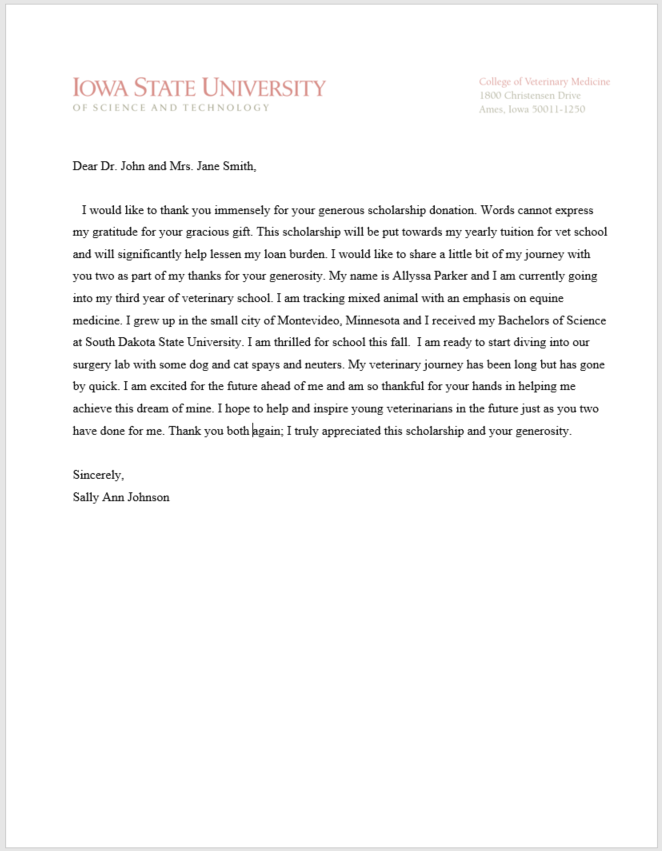 IOWA STATE UNIVERSITY
OF SCIENCE AND TECHNOLOGY
College of Veterinary Medicine
1800 Christensen Drive
Ames, Iowa 50011-1250
Dear Dr. John and Mrs. Jane Smith,
I would like to thank you immensely for your generous scholarship donation. Words cannot express
my gratitude for your gracious gift. This scholarship will be put towards my yearly tuition for vet school
and will significantly help lessen my loan burden. I would like to share a little bit of my journey with
you two as part of my thanks for your generosity. My name is Allyssa Parker and I am currently going
into my third year of veterinary school. I am tracking mixed animal with an emphasis on equine
medicine. I grew up in the small city of Montevideo, Minnesota and I received my Bachelors of Science
at South Dakota State University. I am thrilled for school this fall.  I am ready to start diving into our
surgery lab with some dog and cat spays and neuters. My veterinary journey has been long but has gone
by quick. I am excited for the future ahead of me and am so thankful for your hands in helping me
achieve this dream of mine. I hope to help and inspire young veterinarians in the future just as you two
have done for me. Thank you both again; I truly appreciated this scholarship and your generosity.
Sincerely,
Sally Ann Johnson